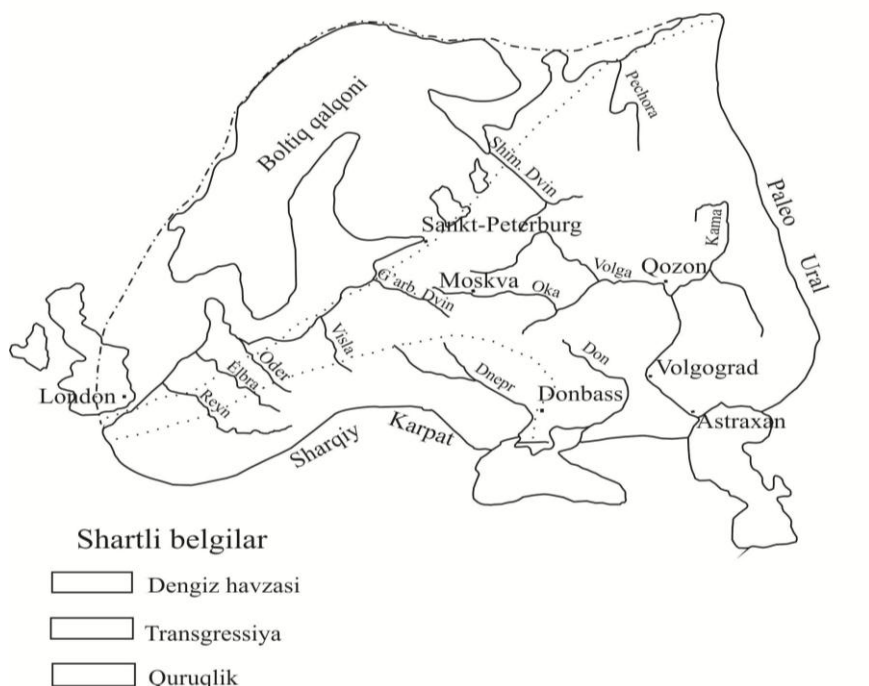 Boltiq qalqoni
Pechora
Shim. Dvin
Paleo
Ural
Kama
Sankt-Peterburg
Volga
Qozon
G'arb. Dvin
Moskva
Oka
Visla
Oder
Élbra
Reyn
London
Dnepr
Don
Donbass
Volgograd
Astraxan
Sharqiy
Karpat
Shartli belgilar
Dengiz havzasi
Transgressiya
Quruqlik